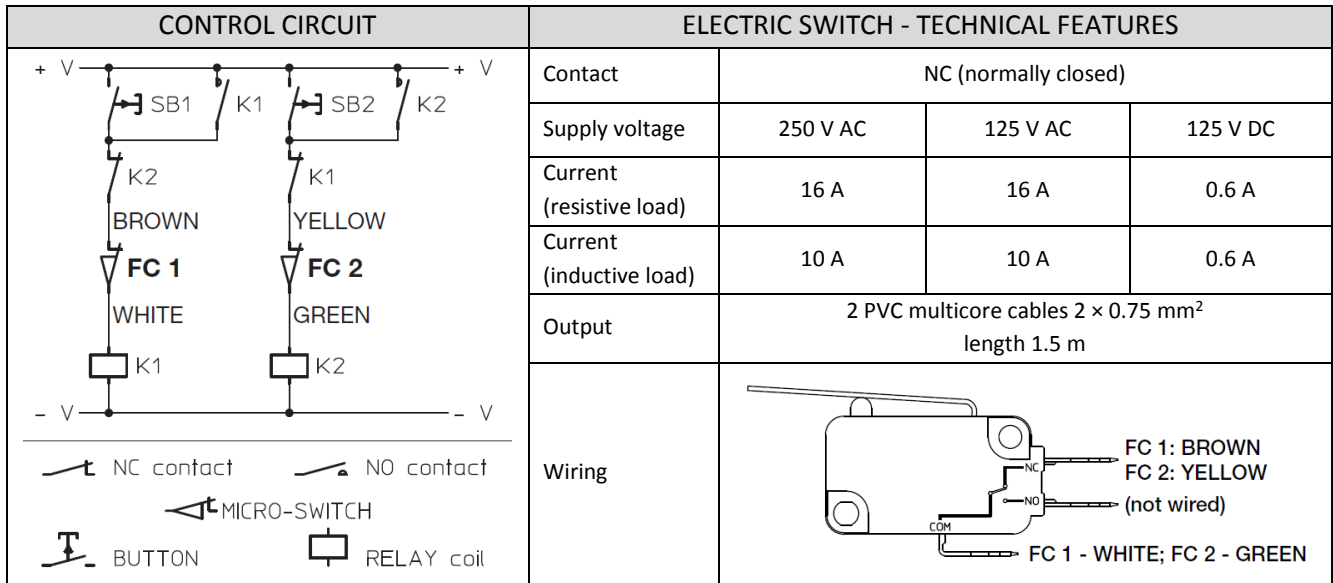 CONTROL CIRCUIT
+ V
+ V
SB1
K1
SB2
K2
K2
K1
BROWN
YELLOW
FC 1
FC 2
WHITE
GREEN
K1
K2
– V
– V
NC contact
NO contact
MICRO-SWITCH
BUTTON
RELAY coil
ELECTRIC SWITCH - TECHNICAL FEATURES
Contact
NC (normally closed)
Supply voltage
250 V AC
125 V AC
125 V DC
Current
(resistive load)
16 A
16 A
0.6 A
Current
(inductive load)
10 A
10 A
0.6 A
Output
2 PVC multicore cables 2 × 0.75 mm²
length 1.5 m
Wiring
NC
NO
COM
FC 1: BROWN
FC 2: YELLOW
(not wired)
FC 1 - WHITE; FC 2 - GREEN